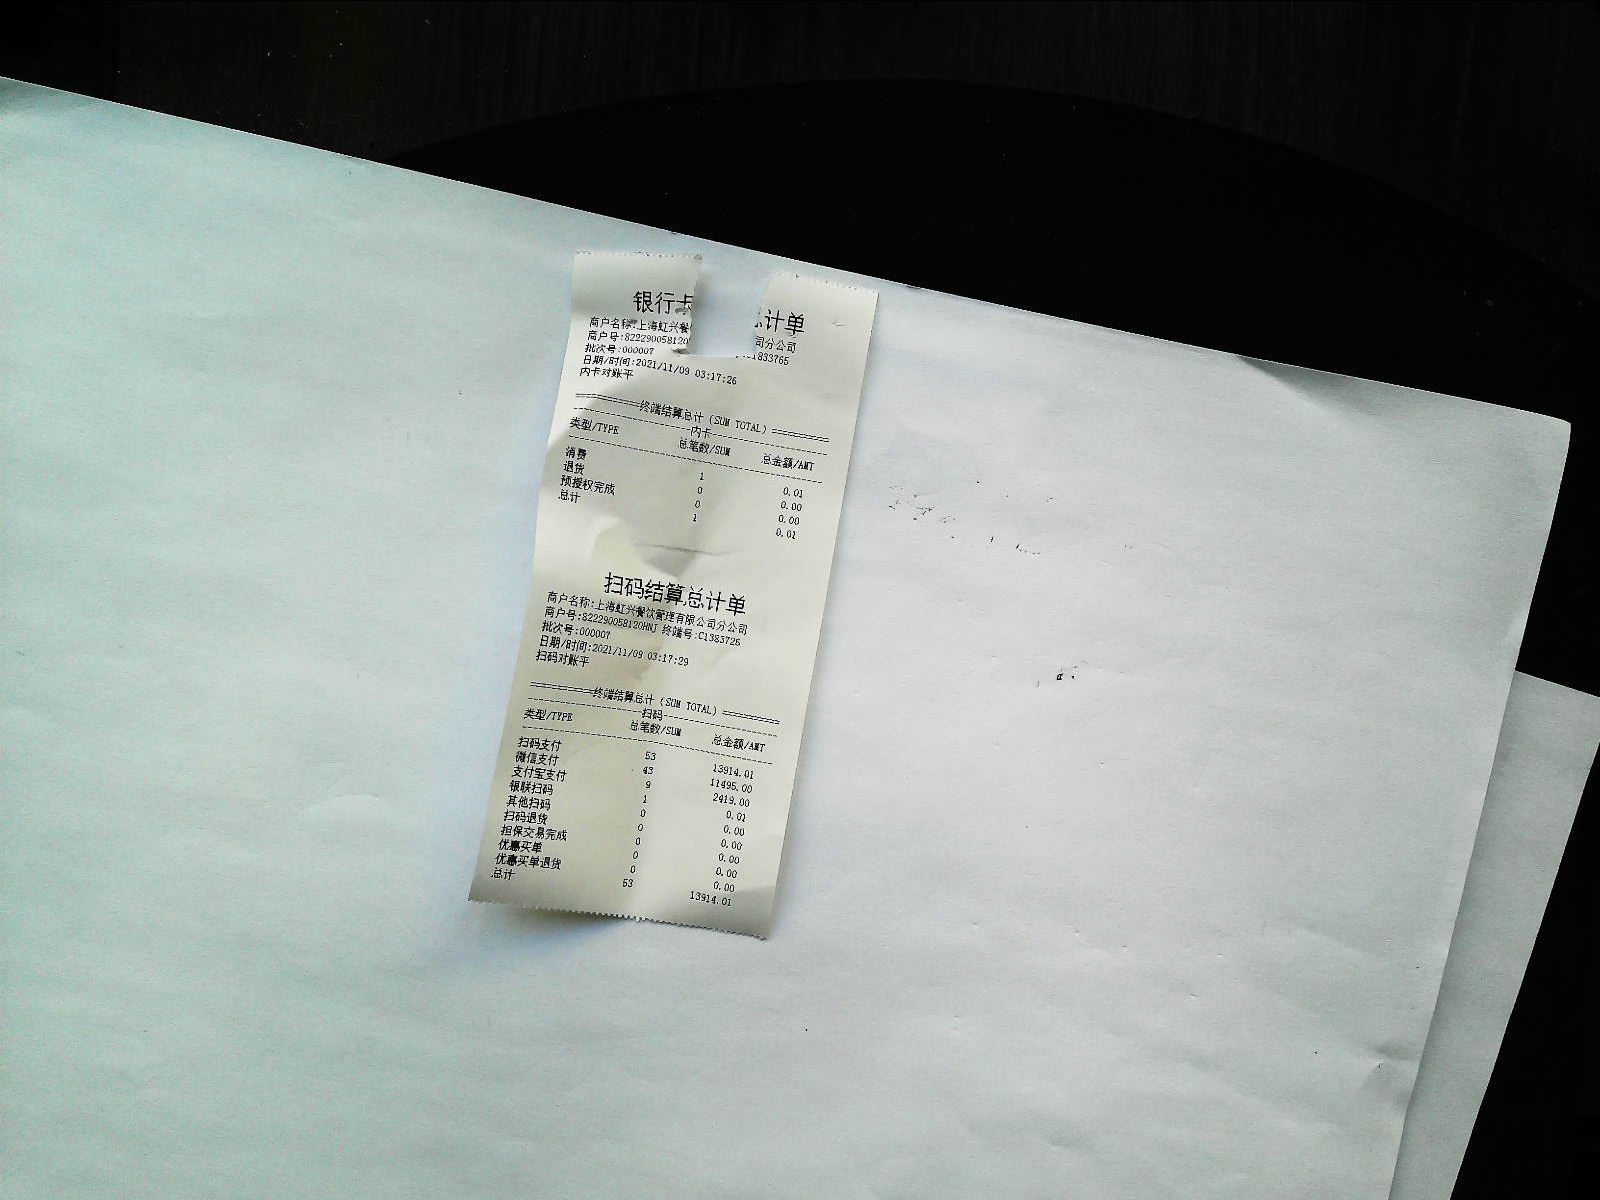 银行卡 计单
商户名称:上海虹兴餐 司分公司
商户号:82229005812 1833765
批次号:000007
日期/时间:2021/11/09 03:17:26
内卡对账平
==========终端结算总计(SUM TOTAL)==========
内卡
类型/TYPE 总笔数/SUM 总金额/AMT
消费 1 0.01
退货 0 0.00
预授权完成 0 0.00
总计 1 0.01
扫码结算总计单
商户名称:上海虹兴餐饮管理有限公司分公司
商户号:822290058120HNJ 终端号:C1383726
批次号:000007
日期/时间:2021/11/09 03:17:29
扫码对账平
==========终端结算总计(SUM TOTAL)==========
扫码
类型/TYPE 总笔数/SUM 总金额/AMT
扫码支付 53 13914.01
微信支付 43 11495.00
支付宝支付 9 2419.00
银联扫码 1 0.01
其他扫码 0 0.00
扫码退货 0 0.00
担保交易完成 0 0.00
优惠买单 0 0.00
优惠买单退货 0 0.00
总计 53 13914.01